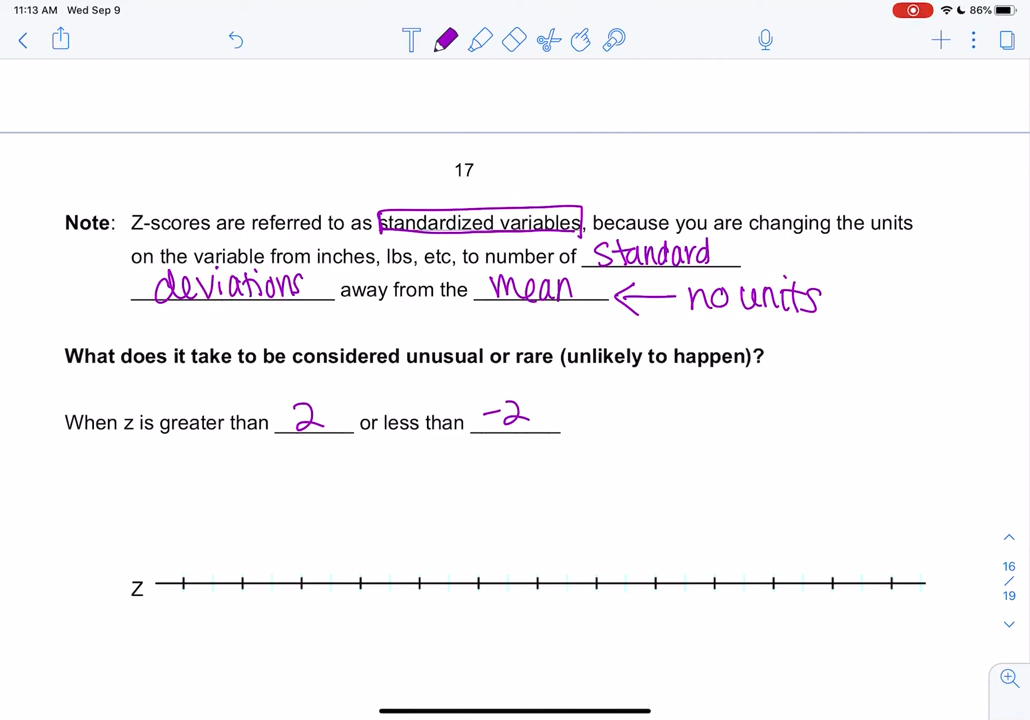 11:13 AM Wed Sep 9
86%
T
17
Note: Z-scores are referred to as standardized variables, because you are changing the units
on the variable from inches, lbs, etc, to number of standard
deviations away from the mean ← no units
What does it take to be considered unusual or rare (unlikely to happen)?
When z is greater than 2 or less than -2
Z
16
/
19